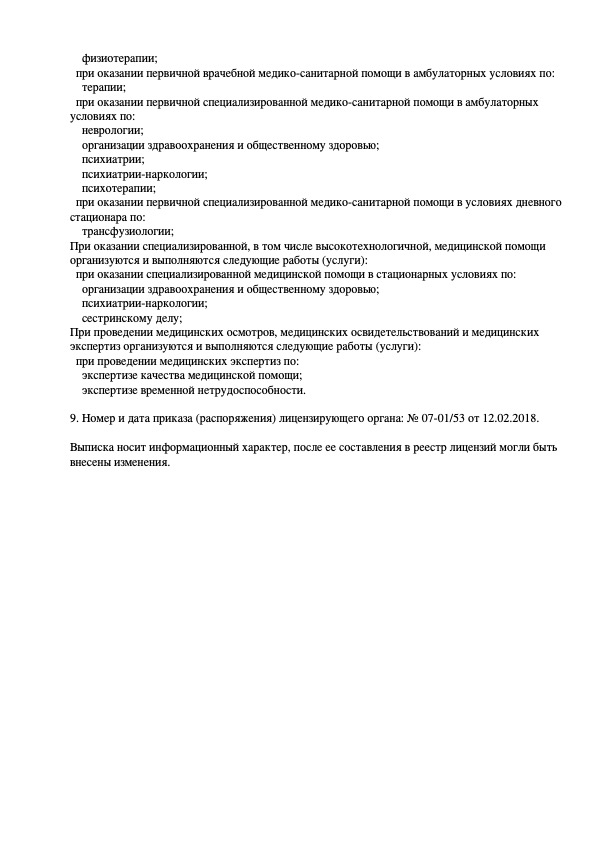 физиотерапии;
при оказании первичной врачебной медико-санитарной помощи в амбулаторных условиях по:
терапии;
при оказании первичной специализированной медико-санитарной помощи в амбулаторных
условиях по:
неврологии;
организации здравоохранения и общественному здоровью;
психиатрии;
психиатрии-наркологии;
психотерапии;
при оказании первичной специализированной медико-санитарной помощи в условиях дневного
стационара по:
трансфузиологии;
При оказании специализированной, в том числе высокотехнологичной, медицинской помощи
организуются и выполняются следующие работы (услуги):
при оказании специализированной медицинской помощи в стационарных условиях по:
организации здравоохранения и общественному здоровью;
психиатрии-наркологии;
сестринскому делу;
При проведении медицинских осмотров, медицинских освидетельствований и медицинских
экспертиз организуются и выполняются следующие работы (услуги):
при проведении медицинских экспертиз по:
экспертизе качества медицинской помощи;
экспертизе временной нетрудоспособности.
9. Номер и дата приказа (распоряжения) лицензирующего органа: № 07-01/53 от 12.02.2018.
Выписка носит информационный характер, после ее составления в реестр лицензий могли быть
внесены изменения.